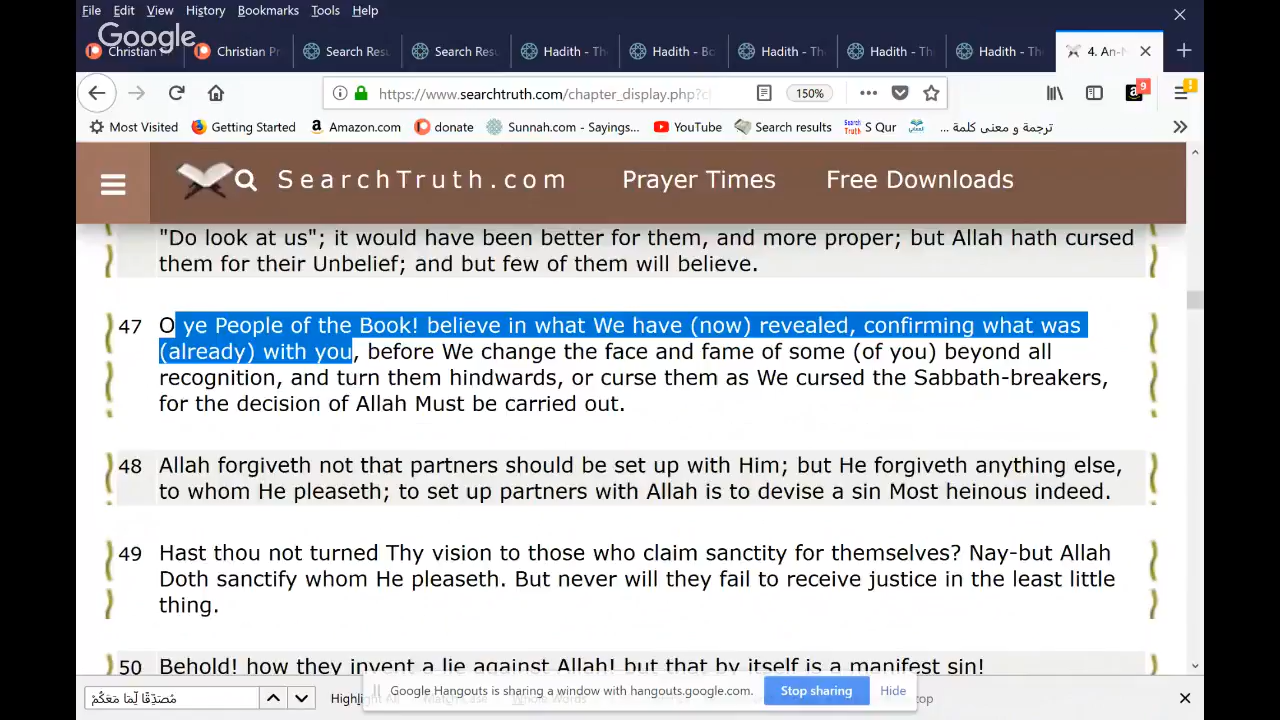 File Edit View History Bookmarks Tools Help
Google
Christian
Christian Pr
Search Resu
Search Resu
Hadith - The
Hadith - Bo
Hadith - The
Hadith - The
Hadith - The
4. An-N
https://www.searchtruth.com/chapter_display.php?c
150%
9
Most Visited Getting Started Amazon.com donate Sunnah.com - Sayings,... YouTube Search results S Qur ترجمة و معنى كلمة ...
SearchTruth.com Prayer Times Free Downloads
"Do look at us"; it would have been better for them, and more proper; but Allah hath cursed
them for their Unbelief; and but few of them will believe.
47 O ye People of the Book! believe in what We have (now) revealed, confirming what was
(already) with you, before We change the face and fame of some (of you) beyond all
recognition, and turn them hindwards, or curse them as We cursed the Sabbath-breakers,
for the decision of Allah Must be carried out.
48 Allah forgiveth not that partners should be set up with Him; but He forgiveth anything else,
to whom He pleaseth; to set up partners with Allah is to devise a sin Most heinous indeed.
49 Hast thou not turned Thy vision to those who claim sanctity for themselves? Nay-but Allah
Doth sanctify whom He pleaseth. But never will they fail to receive justice in the least little
thing.
50 Behold! how they invent a lie against Allah! but that by itself is a manifest sin!
مُصَدِّقًا لِّمَا مَعَكُمْ
Google Hangouts is sharing a window with hangouts.google.com. Stop sharing Hide